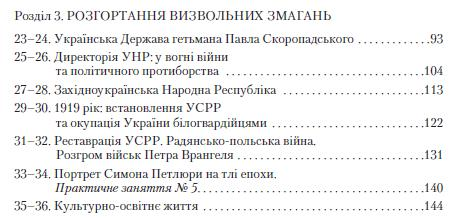 Розділ 3. РОЗГОРТАННЯ ВИЗВОЛЬНИХ ЗМАГАНЬ
23–24. Українська Держава гетьмана Павла Скоропадського ............93
25–26. Директорія УНР: у вогні війни
та політичного протиборства ............104
27–28. Західноукраїнська Народна Республіка ............113
29–30. 1919 рік: встановлення УСРР
та окупація України білогвардійцями ............122
31–32. Реставрація УСРР. Радянсько-польська війна.
Розгром військ Петра Врангеля ............131
33–34. Портрет Симона Петлюри на тлі епохи.
Практичне заняття № 5............140
35–36. Культурно-освітнє життя ............144